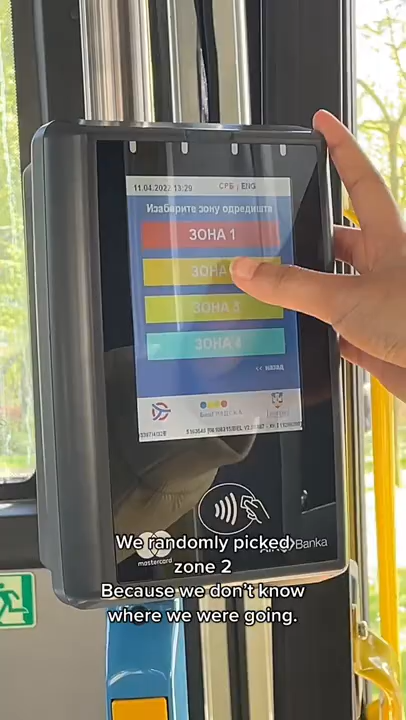 11.04.2022 13:29 СРБ | ENG
Изаберите зону одредишта
ЗОНА 1
ЗОНА
ЗОНА 3
ЗОНА 4
<< назад
mastercard
Banka
We randomly picked
zone 2
Because we don't know
where we were going.